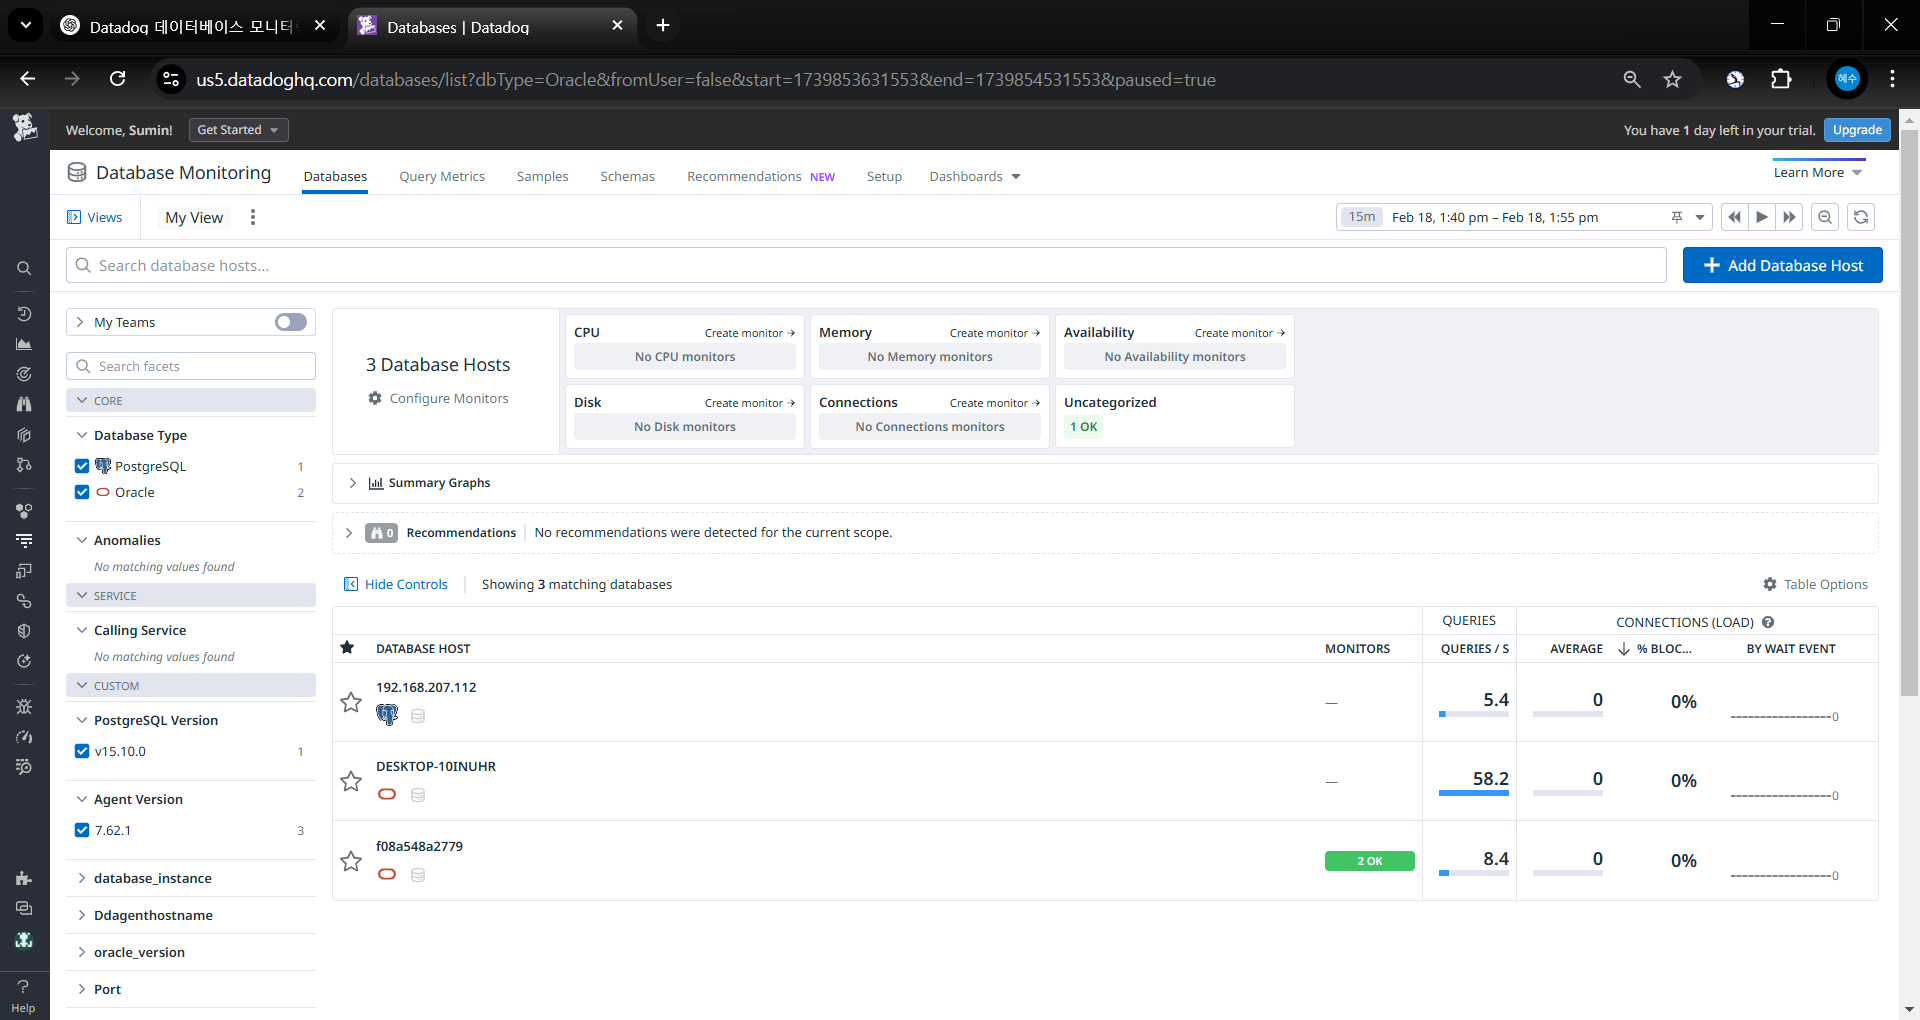 Datadog 데이터베이스 모니터
Databases | Datadog
us5.datadoghq.com/databases/list?dbType=Oracle&fromUser=false&start=1739853631553&end=1739854531553&paused=true
혜수
Welcome, Sumin!
Get Started
You have 1 day left in your trial.
Upgrade
Database Monitoring
Databases
Query Metrics
Samples
Schemas
Recommendations NEW
Setup
Dashboards
Learn More
Views
My View
15m
Feb 18, 1:40 pm – Feb 18, 1:55 pm
Search database hosts...
Add Database Host
My Teams
Search facets
CORE
Database Type
PostgreSQL 1
Oracle 2
Anomalies
No matching values found
SERVICE
Calling Service
No matching values found
CUSTOM
PostgreSQL Version
v15.10.0 1
Agent Version
7.62.1 3
database_instance
Ddagenthostname
oracle_version
Port
Help
3 Database Hosts
Configure Monitors
CPU Create monitor →
No CPU monitors
Memory Create monitor →
No Memory monitors
Availability Create monitor →
No Availability monitors
Disk Create monitor →
No Disk monitors
Connections Create monitor →
No Connections monitors
Uncategorized
1 OK
Summary Graphs
0 Recommendations No recommendations were detected for the current scope.
Hide Controls
Showing 3 matching databases
Table Options
QUERIES CONNECTIONS (LOAD)
DATABASE HOST MONITORS QUERIES / S AVERAGE % BLOC... BY WAIT EVENT
192.168.207.112 — 5.4 0 0% 0
DESKTOP-10INUHR — 58.2 0 0% 0
f08a548a2779 2 OK 8.4 0 0% 0